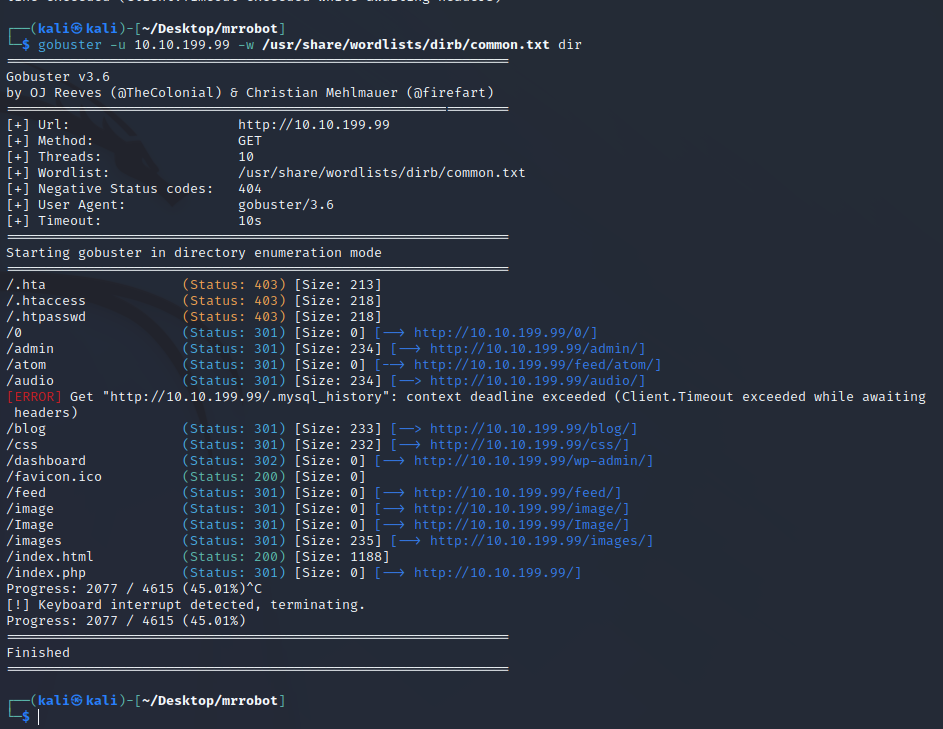 ┌──(kali㉿kali)-[~/Desktop/mrrobot]
└─$ gobuster -u 10.10.199.99 -w /usr/share/wordlists/dirb/common.txt dir
===============================================================
Gobuster v3.6
by OJ Reeves (@TheColonial) & Christian Mehlmauer (@firefart)
===============================================================
[+] Url:                     http://10.10.199.99
[+] Method:                  GET
[+] Threads:                 10
[+] Wordlist:                /usr/share/wordlists/dirb/common.txt
[+] Negative Status codes:   404
[+] User Agent:              gobuster/3.6
[+] Timeout:                 10s
===============================================================
Starting gobuster in directory enumeration mode
===============================================================
/.hta                 (Status: 403) [Size: 213]
/.htaccess            (Status: 403) [Size: 218]
/.htpasswd            (Status: 403) [Size: 218]
/0                    (Status: 301) [Size: 0] [--> http://10.10.199.99/0/]
/admin                (Status: 301) [Size: 234] [--> http://10.10.199.99/admin/]
/atom                 (Status: 301) [Size: 0] [--> http://10.10.199.99/feed/atom/]
/audio                (Status: 301) [Size: 234] [--> http://10.10.199.99/audio/]
[ERROR] Get "http://10.10.199.99/.mysql_history": context deadline exceeded (Client.Timeout exceeded while awaiting
 headers)
/blog                 (Status: 301) [Size: 233] [--> http://10.10.199.99/blog/]
/css                  (Status: 301) [Size: 232] [--> http://10.10.199.99/css/]
/dashboard            (Status: 302) [Size: 0] [--> http://10.10.199.99/wp-admin/]
/favicon.ico          (Status: 200) [Size: 0]
/feed                 (Status: 301) [Size: 0] [--> http://10.10.199.99/feed/]
/image                (Status: 301) [Size: 0] [--> http://10.10.199.99/image/]
/Image                (Status: 301) [Size: 0] [--> http://10.10.199.99/Image/]
/images               (Status: 301) [Size: 235] [--> http://10.10.199.99/images/]
/index.html           (Status: 200) [Size: 1188]
/index.php            (Status: 301) [Size: 0] [--> http://10.10.199.99/]
Progress: 2077 / 4615 (45.01%)^C
[!] Keyboard interrupt detected, terminating.
Progress: 2077 / 4615 (45.01%)
===============================================================
Finished
===============================================================
┌──(kali㉿kali)-[~/Desktop/mrrobot]
└─$